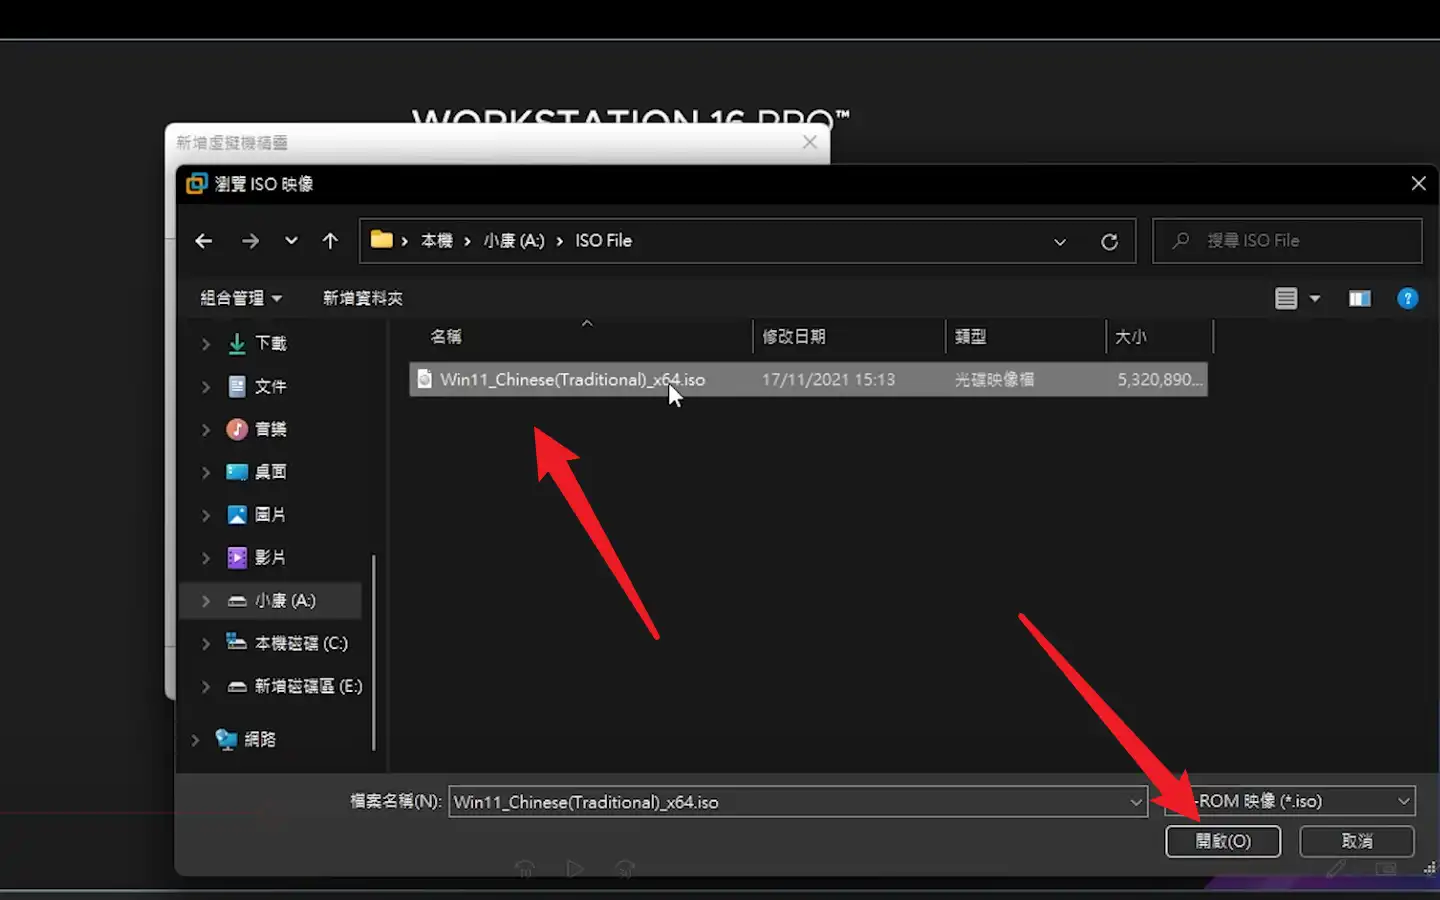 WORKSTATION 16 PRO™
新增虛擬機精靈
瀏覽 ISO 映像
本機 小康 (A:) ISO File
搜尋 ISO File
組合管理 新增資料夾
名稱 修改日期 類型 大小
Win11_Chinese(Traditional)_x64.iso 17/11/2021 15:13 光碟映像檔 5,320,890...
下載
文件
音樂
桌面
圖片
影片
小康 (A:)
本機磁碟 (C:)
新增磁碟區 (E:)
網路
檔案名稱(N): Win11_Chinese(Traditional)_x64.iso
-ROM 映像 (*.iso)
開啟(O) 取消